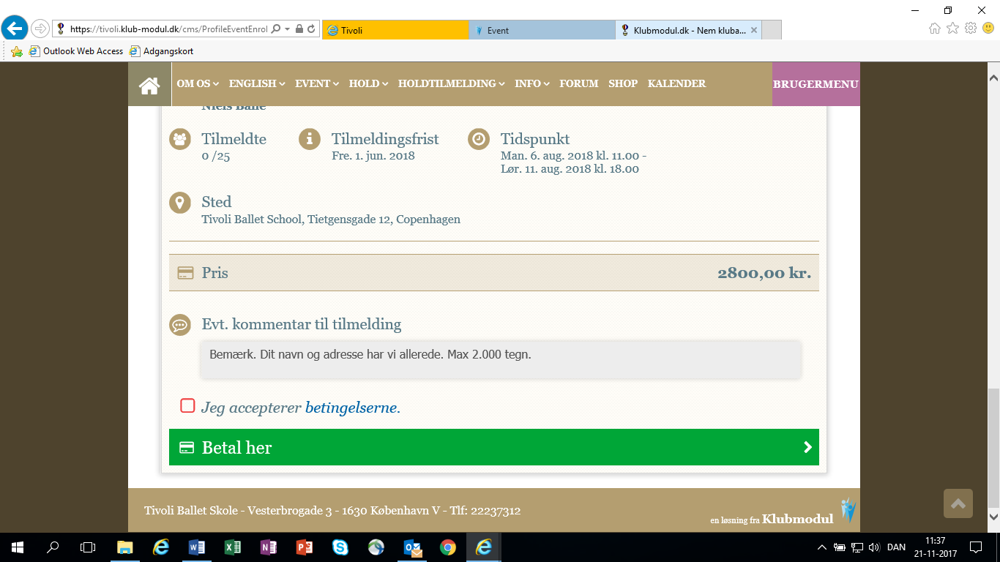 https://tivoli.klub-modul.dk/cms/ProfileEventEnrol
Tivoli
Event
Klubmodul.dk - Nem kluba...
Outlook Web Access
Adgangskort
OM OS
ENGLISH
EVENT
HOLD
HOLDTILMELDING
INFO
FORUM
SHOP
KALENDER
BRUGERMENU
Tilmeldte
0 /25
Tilmeldingsfrist
Fre. 1. jun. 2018
Tidspunkt
Man. 6. aug. 2018 kl. 11.00 -
Lør. 11. aug. 2018 kl. 18.00
Sted
Tivoli Ballet School, Tietgensgade 12, Copenhagen
Pris
2800,00 kr.
Evt. kommentar til tilmelding
Bemærk. Dit navn og adresse har vi allerede. Max 2.000 tegn.
Jeg accepterer betingelserne.
Betal her
Tivoli Ballet Skole - Vesterbrogade 3 - 1630 København V - Tlf: 22237312
en løsning fra Klubmodul
DAN
11:37
21-11-2017